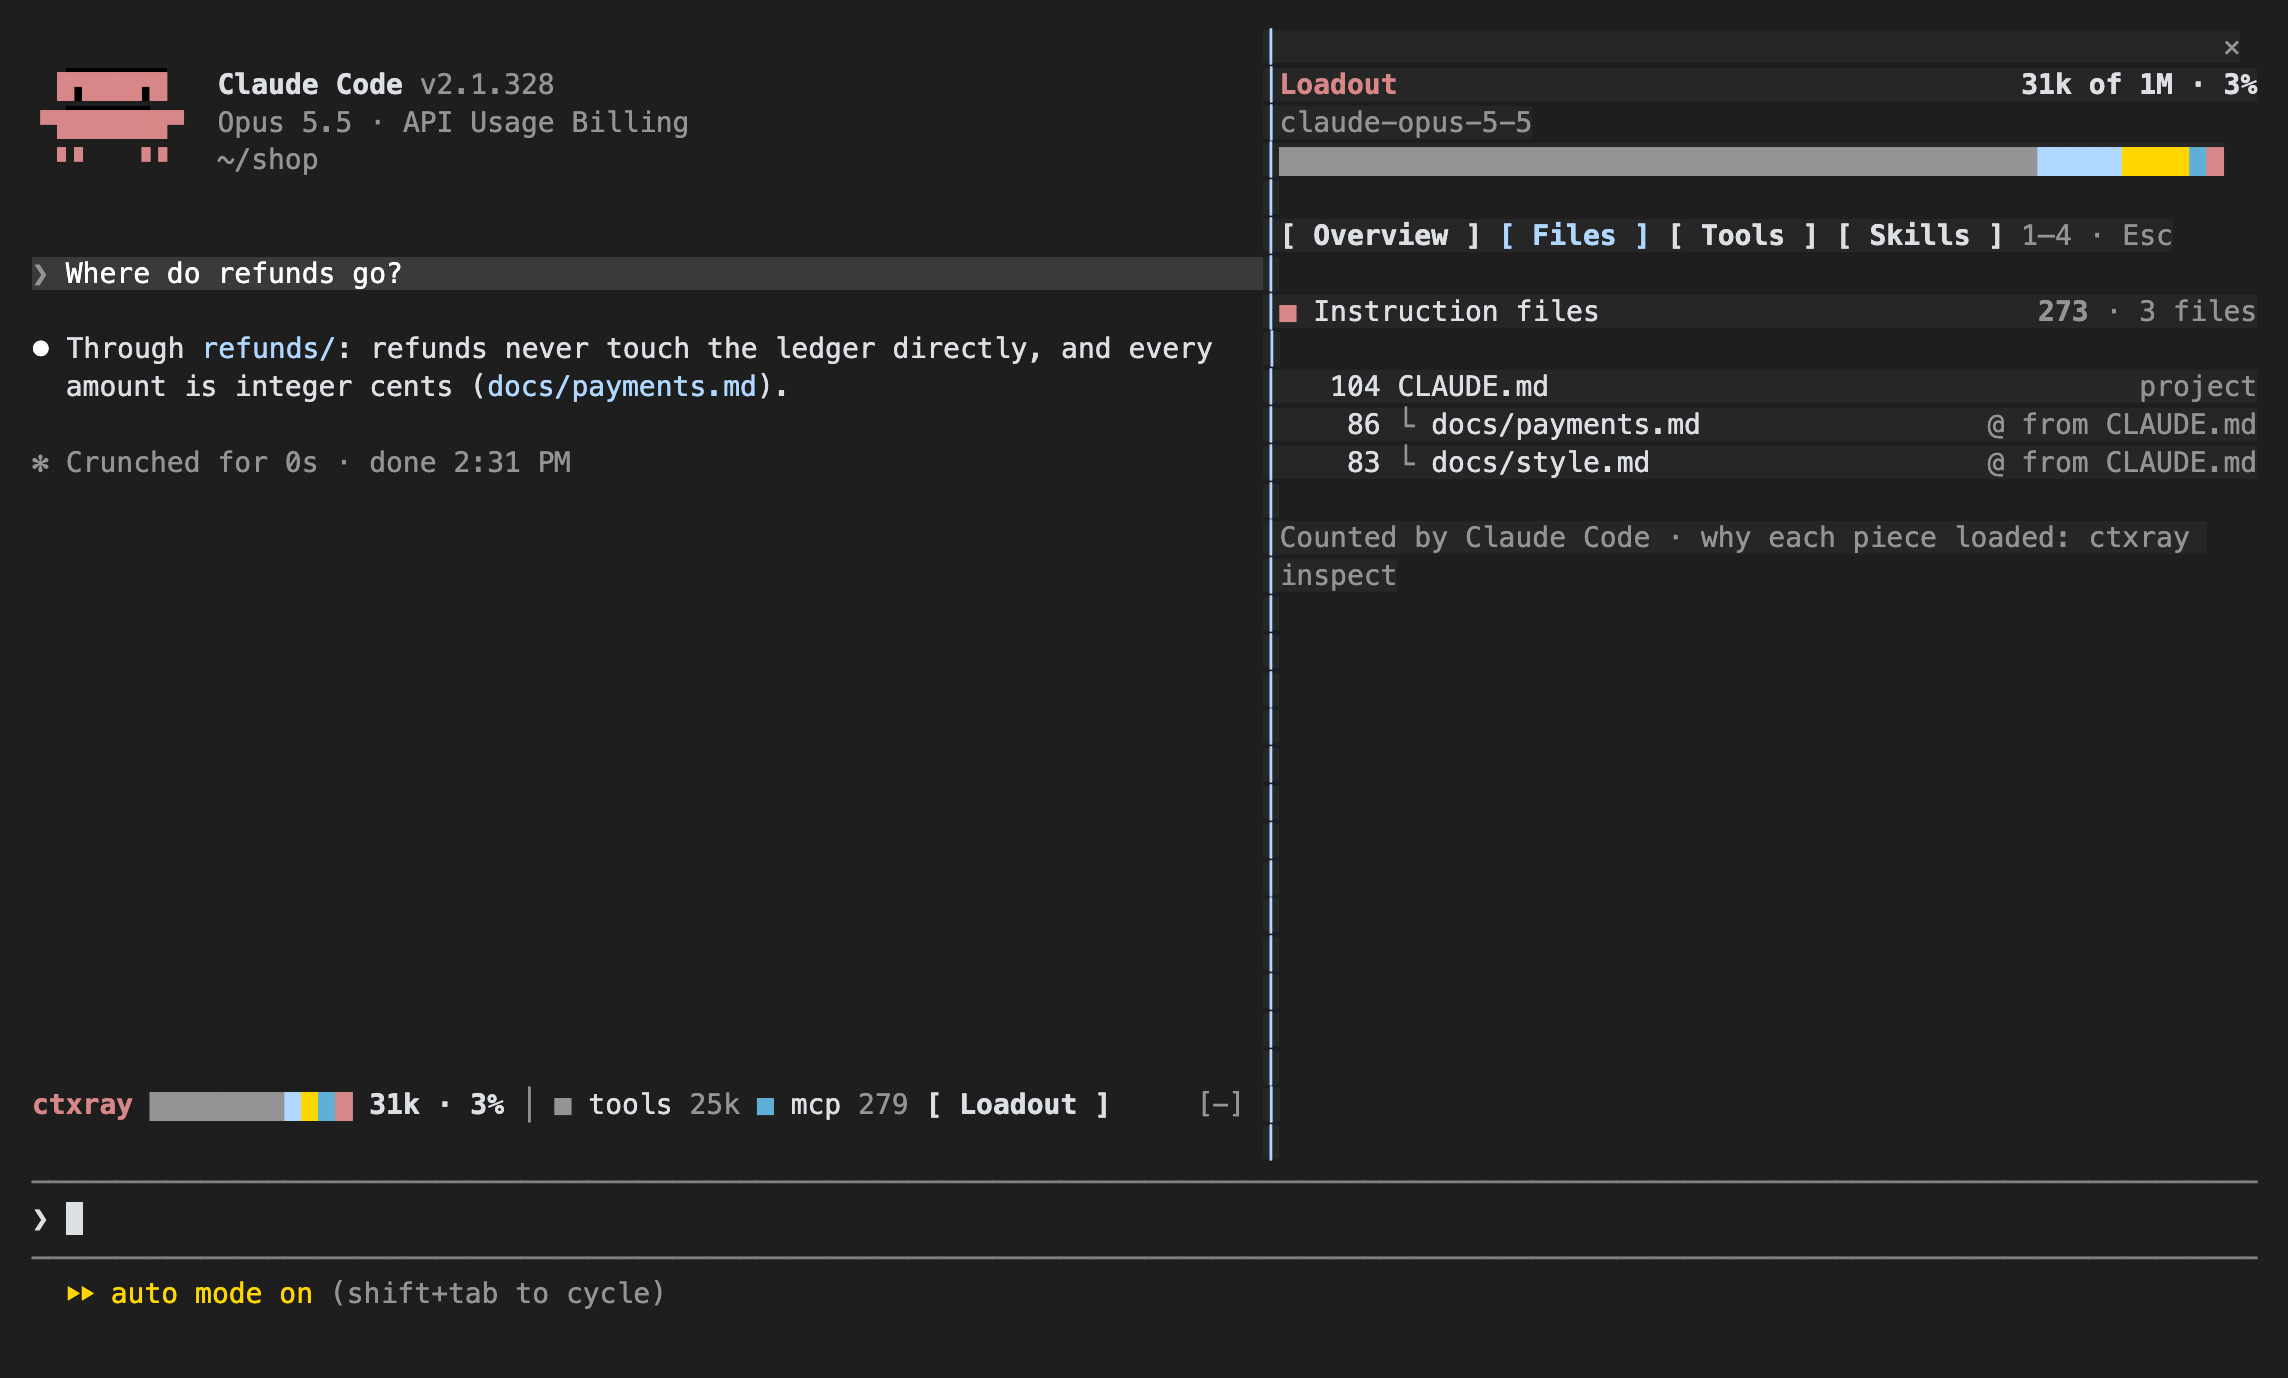 Claude Code v2.1.328
Opus 5.5 · API Usage Billing
~/shop
❯ Where do refunds go?
● Through refunds/: refunds never touch the ledger directly, and every
amount is integer cents (docs/payments.md).
✻ Crunched for 0s · done 2:31 PM
ctxray 31k · 3% │ ■ tools 25k ■ mcp 279 [ Loadout ] [−]
×
Loadout 31k of 1M · 3%
claude-opus-5-5
[ Overview ] [ Files ] [ Tools ] [ Skills ] 1–4 · Esc
■ Instruction files 273 · 3 files
104 CLAUDE.md project
86 └ docs/payments.md @ from CLAUDE.md
83 └ docs/style.md @ from CLAUDE.md
Counted by Claude Code · why each piece loaded: ctxray
inspect
❯
⏵⏵ auto mode on (shift+tab to cycle)